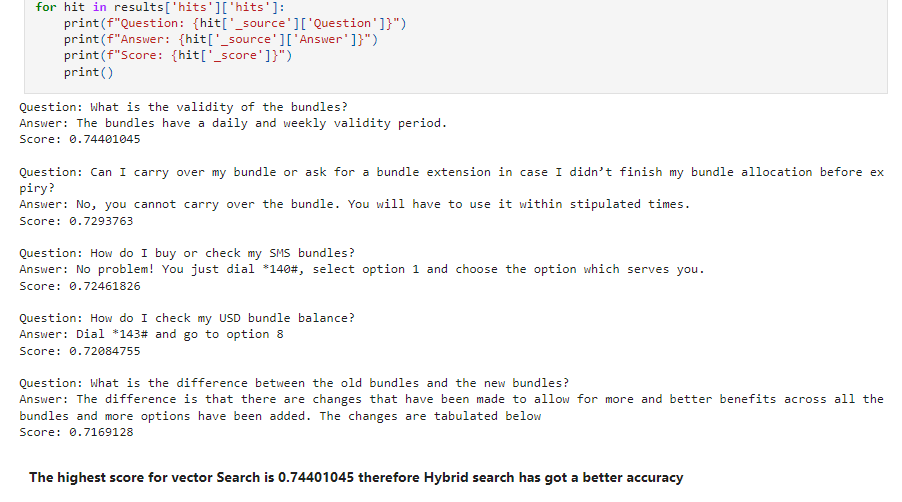 for hit in results['hits']['hits']:
print(f"Question: {hit['_source']['Question']}")
print(f"Answer: {hit['_source']['Answer']}")
print(f"Score: {hit['_score']}")
print()
Question: What is the validity of the bundles?
Answer: The bundles have a daily and weekly validity period.
Score: 0.74401045
Question: Can I carry over my bundle or ask for a bundle extension in case I didn’t finish my bundle allocation before ex
piry?
Answer: No, you cannot carry over the bundle. You will have to use it within stipulated times.
Score: 0.7293763
Question: How do I buy or check my SMS bundles?
Answer: No problem! You just dial *140#, select option 1 and choose the option which serves you.
Score: 0.72461826
Question: How do I check my USD bundle balance?
Answer: Dial *143# and go to option 8
Score: 0.72084755
Question: What is the difference between the old bundles and the new bundles?
Answer: The difference is that there are changes that have been made to allow for more and better benefits across all the
bundles and more options have been added. The changes are tabulated below
Score: 0.7169128
The highest score for vector Search is 0.74401045 therefore Hybrid search has got a better accuracy